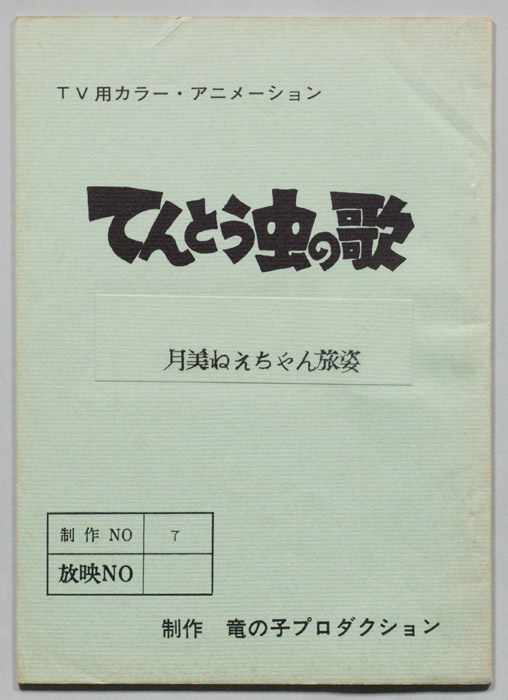 TV用カラー・アニメーション
てんとう虫の歌
月美ねえちゃん旅姿
制作NO 7
放映NO
制作 竜の子プロダクション